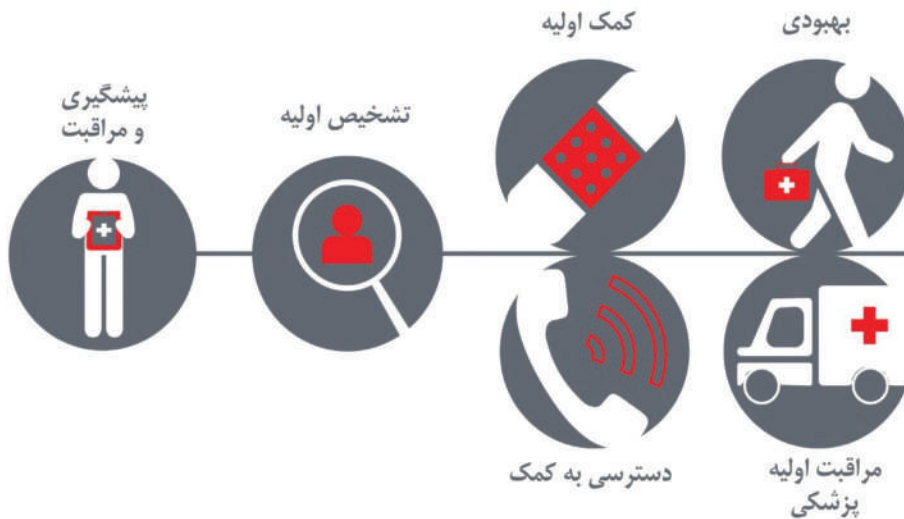 پیشگیری
و مراقبت
تشخیص اولیه
کمک اولیه
دسترسی به کمک
بهبودی
مراقبت اولیه
پزشکی